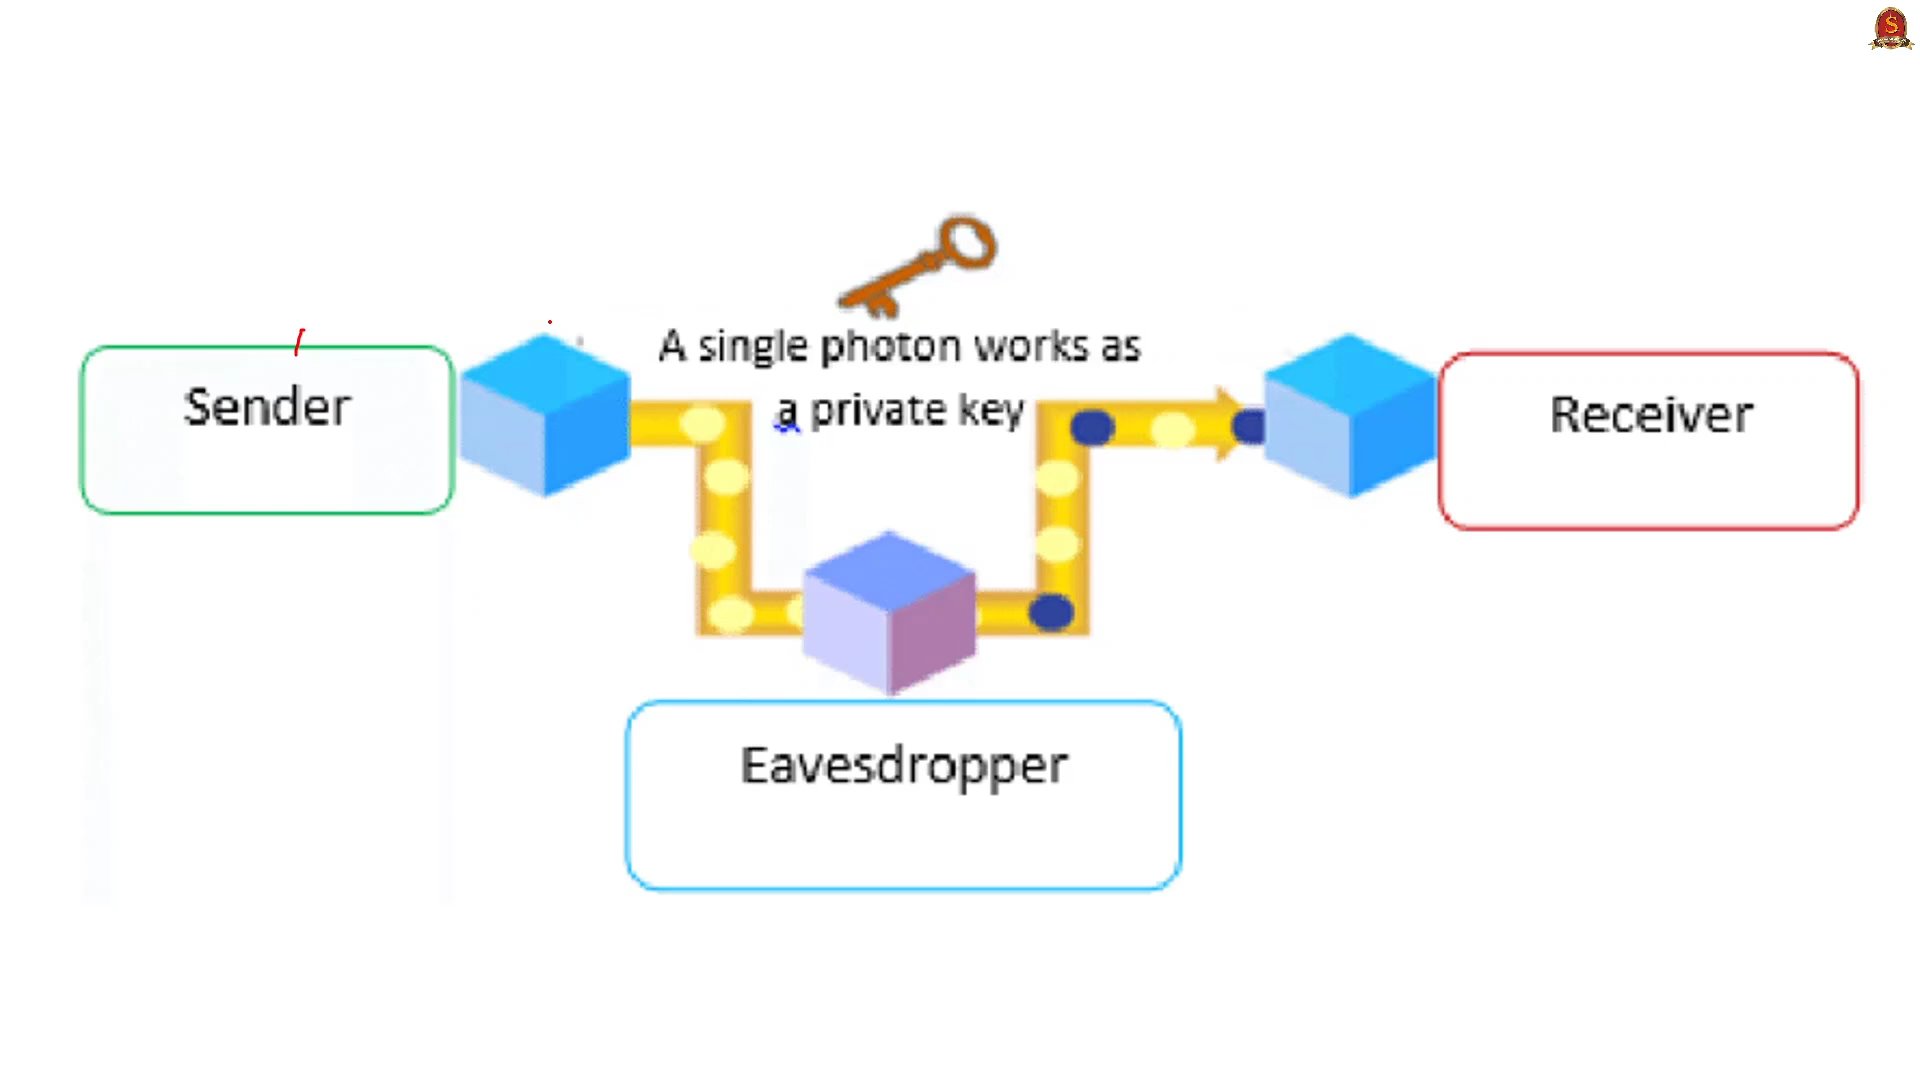 A single photon works as
a private key
Sender
Receiver
Eavesdropper
S